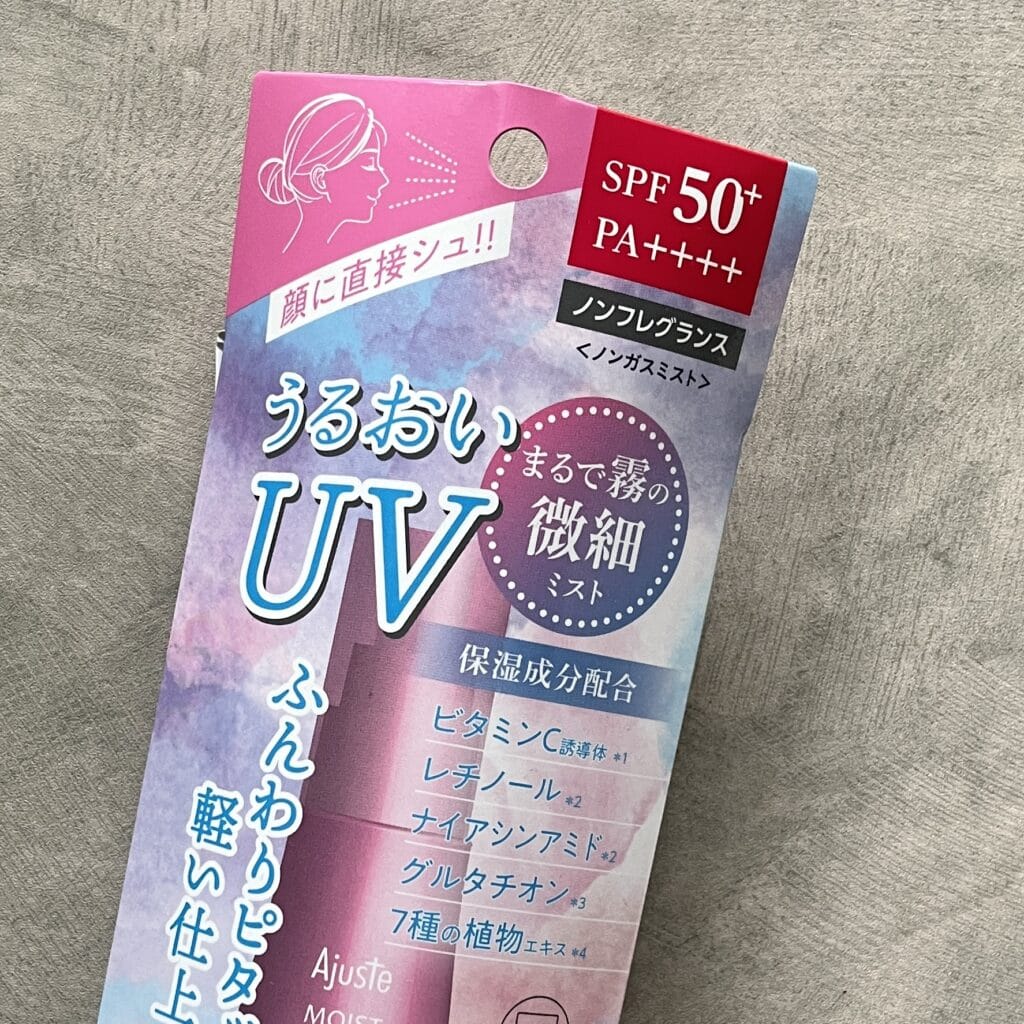 SPF 50+
PA++++
顔に直接シュ!!
ノンフレグランス
<ノンガスミスト>
うるおい
UV
まるで霧の
微細
ミスト
保湿成分配合
ビタミンC誘導体 *1
レチノール *2
ナイアシンアミド*2
グルタチオン*3
7種の植物エキス *4
ふんわりピタッ
軽い仕上
Ajuste
MOIST